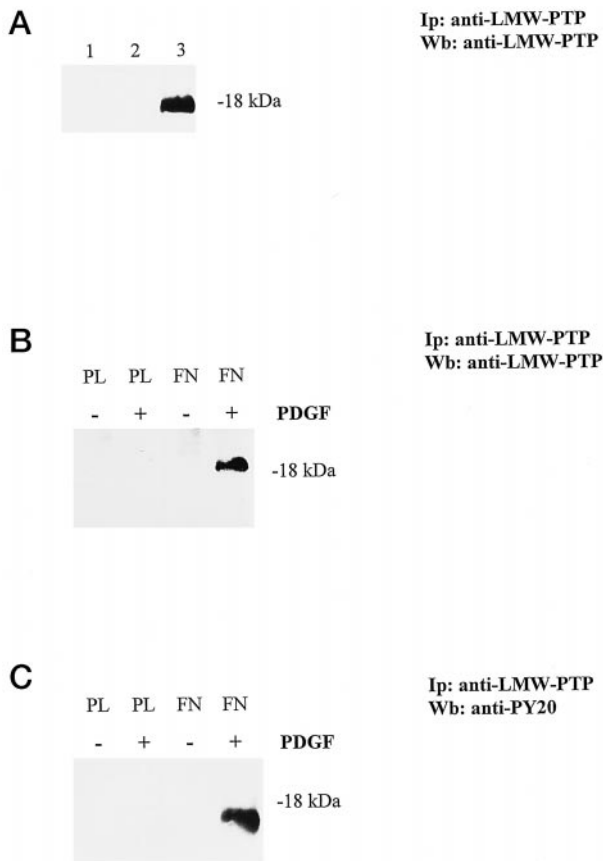 A
1 2 3
Ip: anti-LMW-PTP
Wb: anti-LMW-PTP
-18 kDa
B
Ip: anti-LMW-PTP
Wb: anti-LMW-PTP
PL PL FN FN
- + - + PDGF
-18 kDa
C
Ip: anti-LMW-PTP
Wb: anti-PY20
PL PL FN FN
- + - + PDGF
-18 kDa